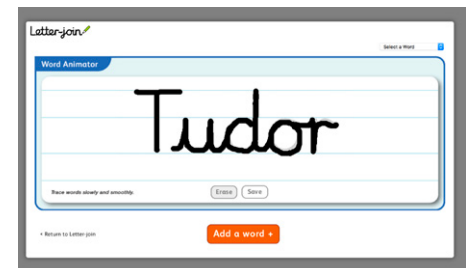 Letter-join
Select a Word
Word Animator
Tudor
Trace words slowly and smoothly.
Erase Save
• Return to Letter-join
Add a word +